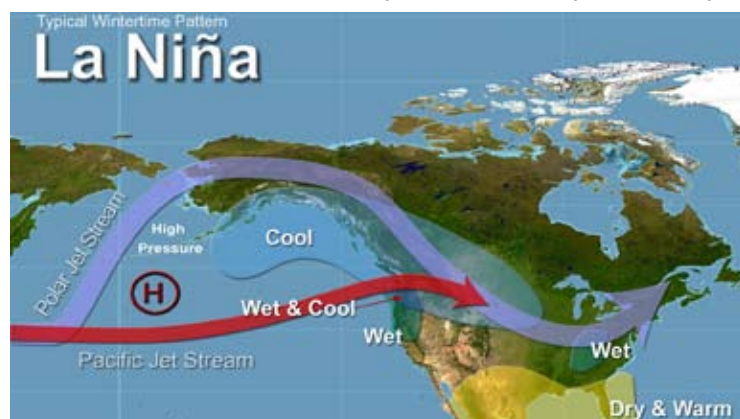 Typical Wintertime Pattern
La Niña
Polar Jet Stream
High
Pressure
H
Cool
Wet & Cool
Wet
Pacific Jet Stream
Wet
Dry & Warm